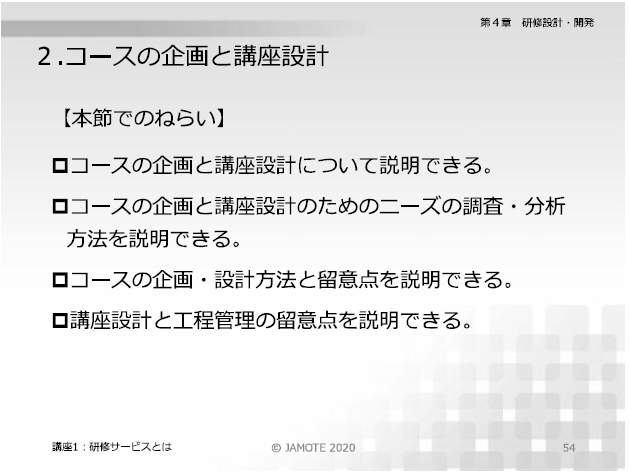 第４章　研修設計・開発
２.コースの企画と講座設計
【本節でのねらい】
コースの企画と講座設計について説明できる。
コースの企画と講座設計のためのニーズの調査・分析
方法を説明できる。
コースの企画・設計方法と留意点を説明できる。
講座設計と工程管理の留意点を説明できる。
講座1：研修サービスとは
© JAMOTE 2020
54